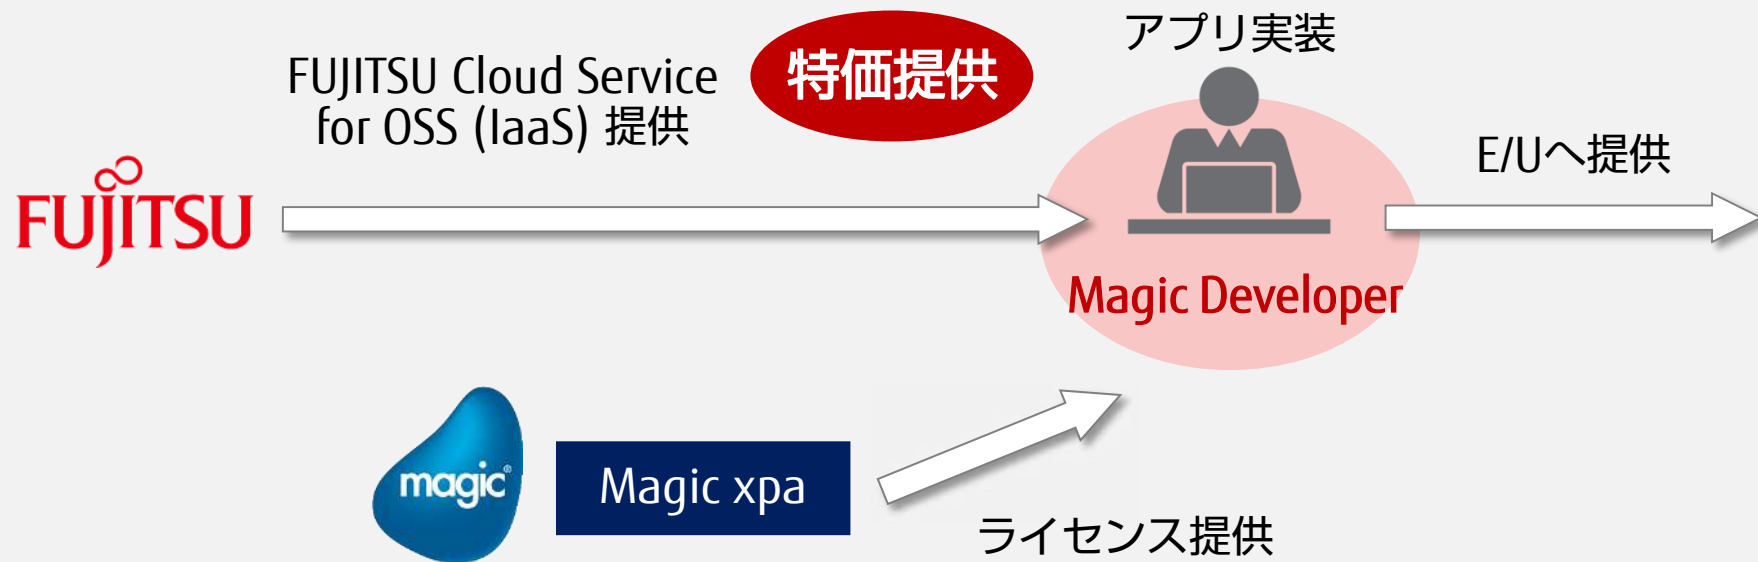 アプリ実装
FUJITSU Cloud Service
for OSS (IaaS) 提供
特価提供
E/Uへ提供
FUJITSU
Magic Developer
magic®
Magic xpa
ライセンス提供